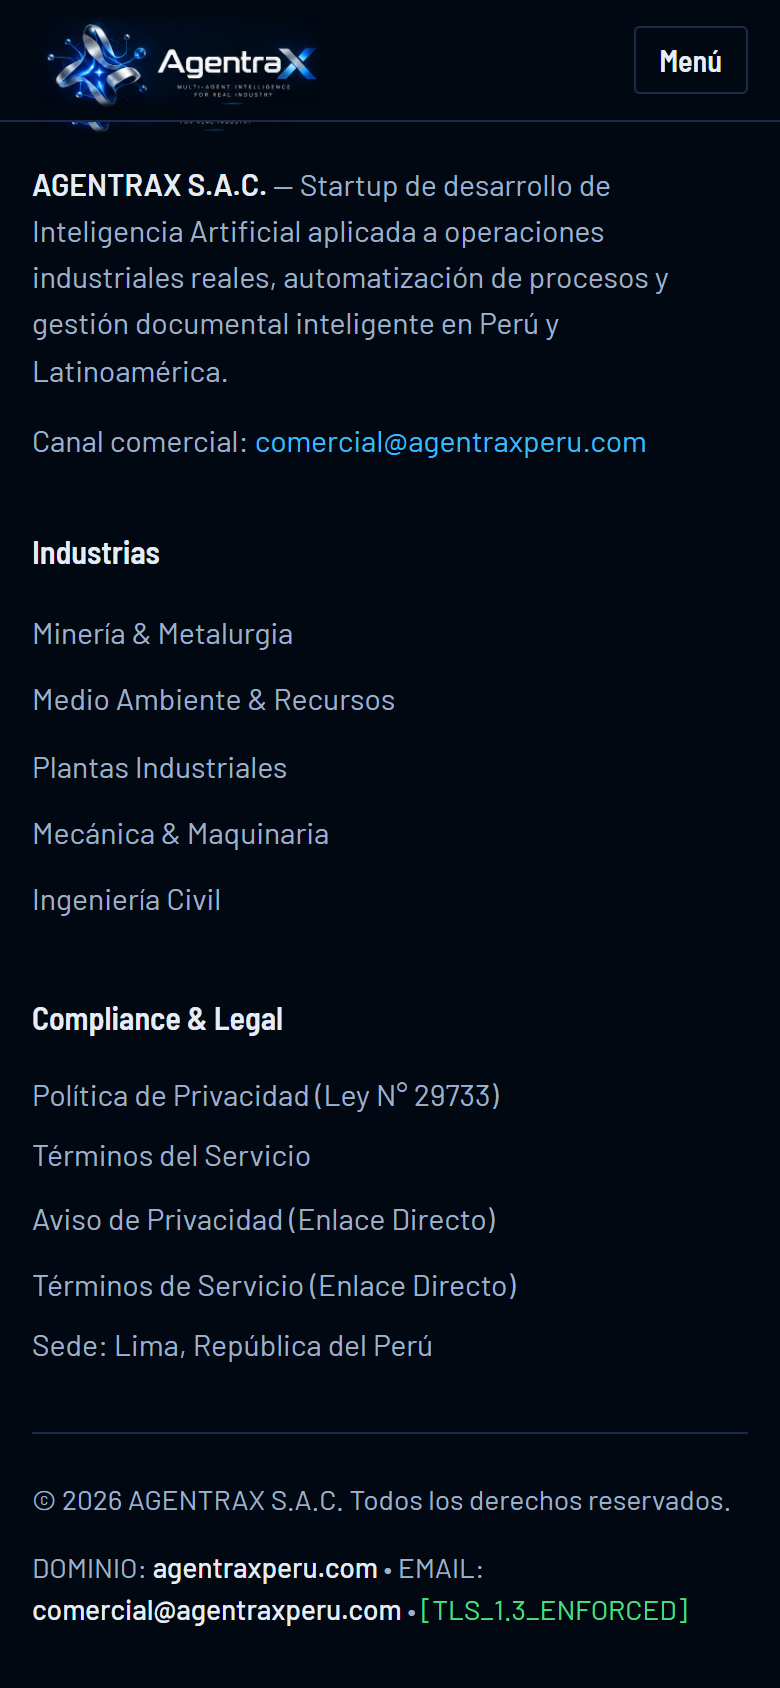 AgentraX
MULTI-AGENT INTELLIGENCE
FOR REAL INDUSTRY
Menú
FOR REAL INDUSTRY
AGENTRAX S.A.C. — Startup de desarrollo de
Inteligencia Artificial aplicada a operaciones
industriales reales, automatización de procesos y
gestión documental inteligente en Perú y
Latinoamérica.
Canal comercial: comercial@agentraxperu.com
Industrias
Minería & Metalurgia
Medio Ambiente & Recursos
Plantas Industriales
Mecánica & Maquinaria
Ingeniería Civil
Compliance & Legal
Política de Privacidad (Ley N° 29733)
Términos del Servicio
Aviso de Privacidad (Enlace Directo)
Términos de Servicio (Enlace Directo)
Sede: Lima, República del Perú
© 2026 AGENTRAX S.A.C. Todos los derechos reservados.
DOMINIO: agentraxperu.com • EMAIL:
comercial@agentraxperu.com • [TLS_1.3_ENFORCED]